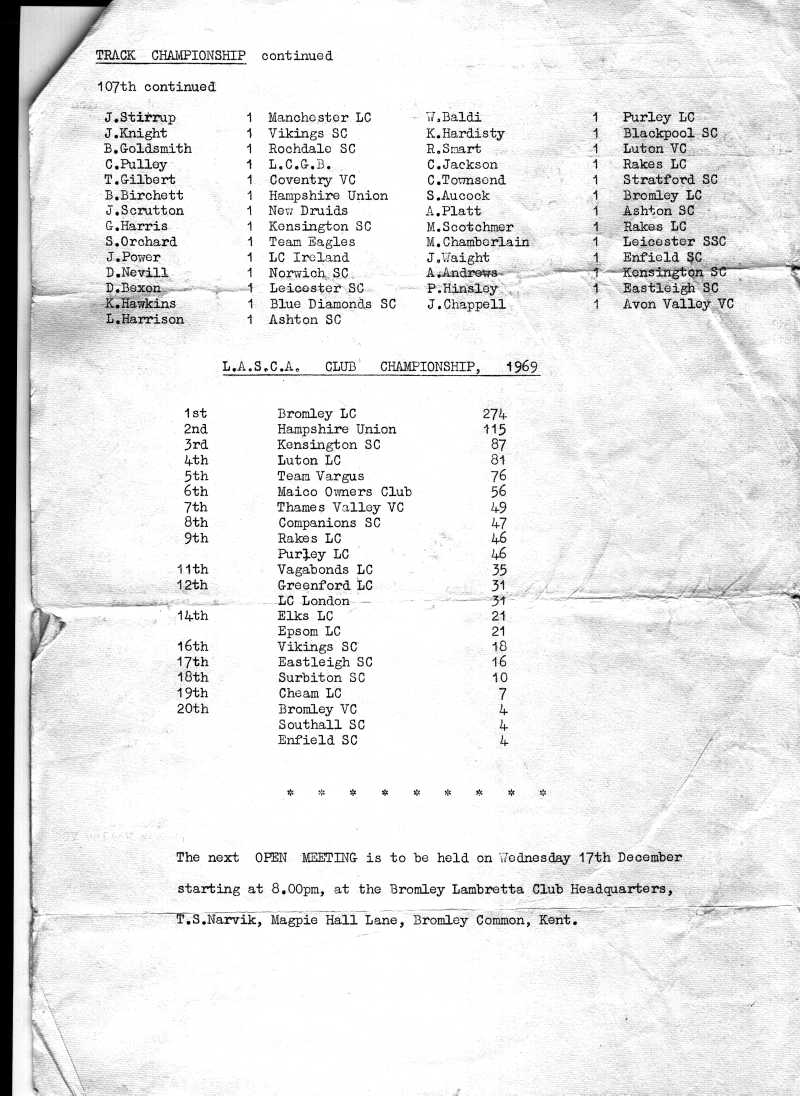 TRACK CHAMPIONSHIP continued
107th continued
J.Stirrup 1 Manchester LC W.Baldi 1 Purley LC
J.Knight 1 Vikings SC K.Hardisty 1 Blackpool SC
B.Goldsmith 1 Rochdale SC R.Smart 1 Luton VC
C.Pulley 1 L.C.G.B. C.Jackson 1 Rakes LC
T.Gilbert 1 Coventry VC C.Townsend 1 Stratford SC
B.Birchett 1 Hampshire Union S.Aucock 1 Bromley LC
J.Scrutton 1 New Druids A.Platt 1 Ashton SC
G.Harris 1 Kensington SC M.Scotchmer 1 Rakes LC
S.Orchard 1 Team Eagles M.Chamberlain 1 Leicester SSC
J.Power 1 LC Ireland J.Waight 1 Enfield SC
D.Nevill 1 Norwich SC A.Andrews 1 Kensington SC
D.Bexon 1 Leicester SC P.Hinsley 1 Eastleigh SC
K.Hawkins 1 Blue Diamonds SC J.Chappell 1 Avon Valley VC
L.Harrison 1 Ashton SC
L.A.S.C.A. CLUB CHAMPIONSHIP, 1969
1st Bromley LC 274
2nd Hampshire Union 115
3rd Kensington SC 87
4th Luton LC 81
5th Team Vargus 76
6th Maico Owners Club 56
7th Thames Valley VC 49
8th Companions SC 47
9th Rakes LC 46
Purley LC 46
11th Vagabonds LC 35
12th Greenford LC 31
LC London 31
14th Elks LC 21
Epsom LC 21
16th Vikings SC 18
17th Eastleigh SC 16
18th Surbiton SC 10
19th Cheam LC 7
20th Bromley VC 4
Southall SC 4
Enfield SC 4
* * * * * * * * *
The next OPEN MEETING is to be held on Wednesday 17th December
starting at 8.00pm, at the Bromley Lambretta Club Headquarters,
T.S.Narvik, Magpie Hall Lane, Bromley Common, Kent.